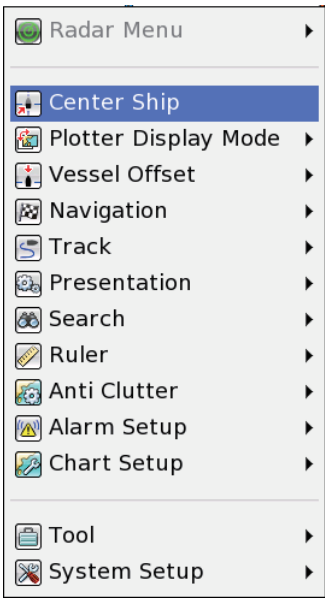 Radar Menu
Center Ship
Plotter Display Mode
Vessel Offset
Navigation
Track
Presentation
Search
Ruler
Anti Clutter
Alarm Setup
Chart Setup
Tool
System Setup